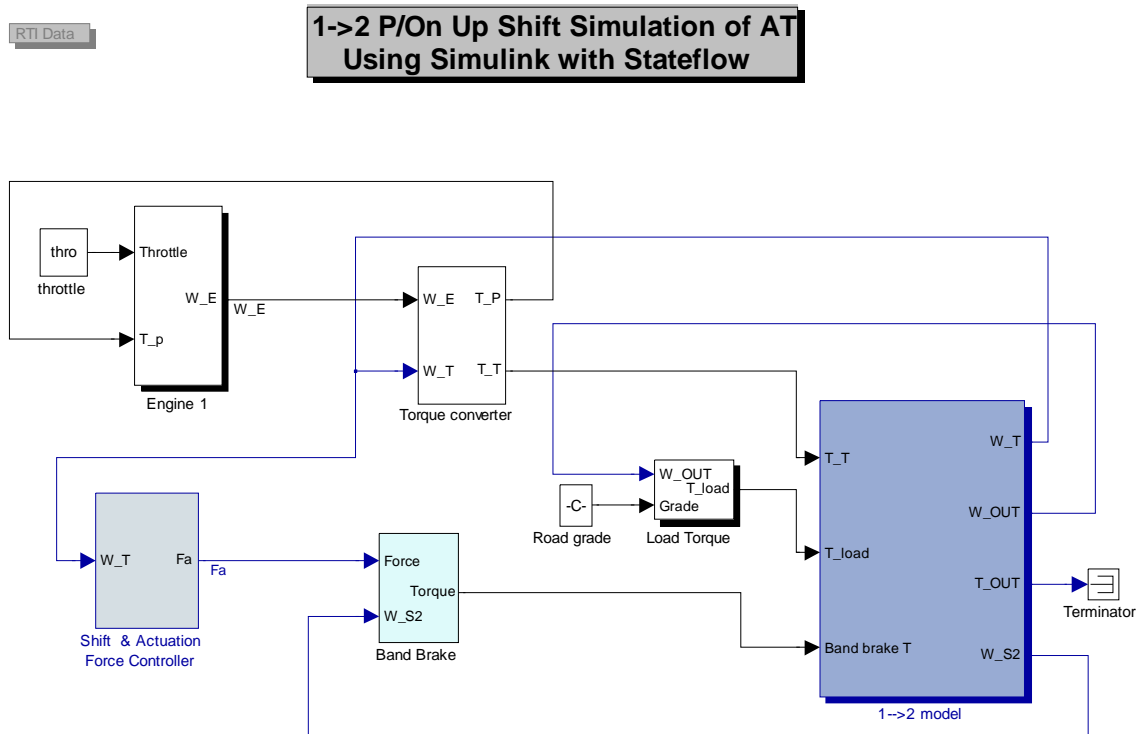 RTI Data
1->2 P/On Up Shift Simulation of AT
Using Simulink with Stateflow
thro
throttle
Throttle
W_E
T_p
Engine 1
W_E
W_E
T_P
W_T
T_T
Torque converter
W_OUT
T_load
Grade
Load Torque
-C-
Road grade
T_T
T_load
Band brake T
W_T
W_OUT
T_OUT
W_S2
1-->2 model
Terminator
W_T
Fa
Fa
Shift & Actuation
Force Controller
Force
Torque
W_S2
Band Brake